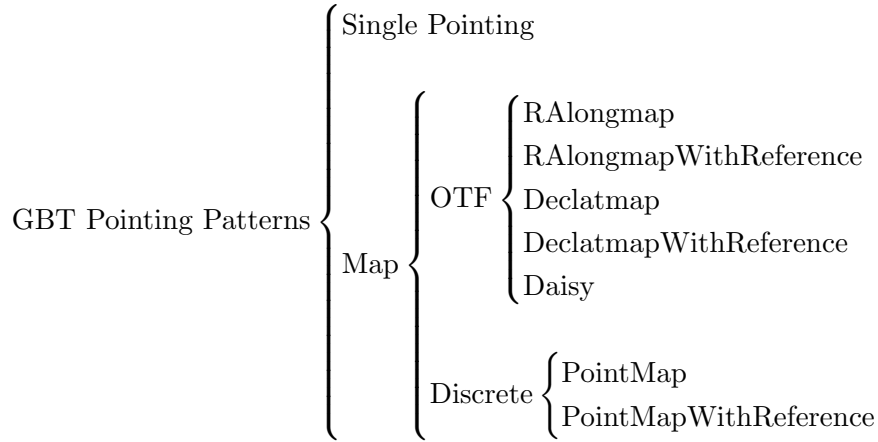 GBT Pointing Patterns
Single Pointing
Map
OTF
RAlongmap
RAlongmapWithReference
Declatmap
DeclatmapWithReference
Daisy
Discrete
PointMap
PointMapWithReference